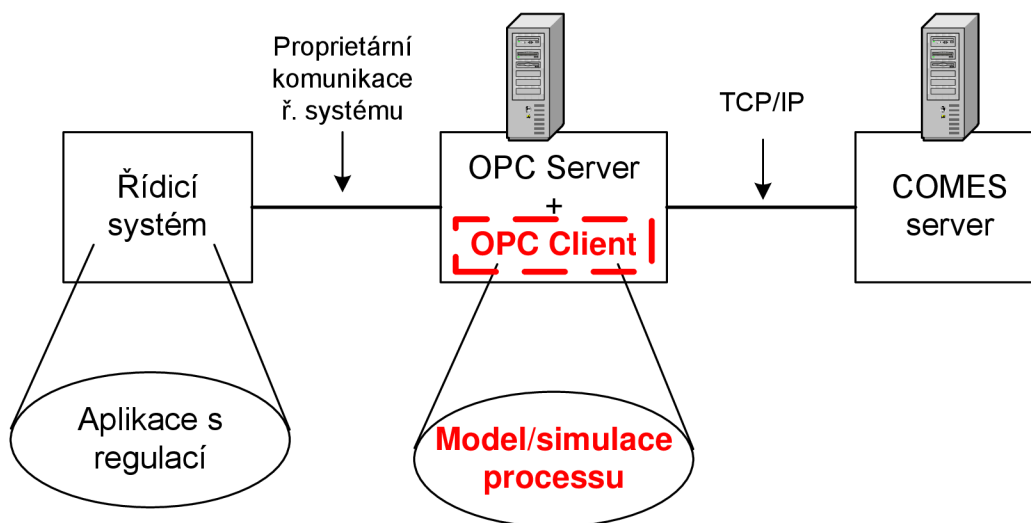 Proprietární
komunikace
ř. systému
TCP/IP
Řídicí
systém
OPC Server
+
OPC Client
COMES
server
Aplikace s
regulací
Model/simulace
processu